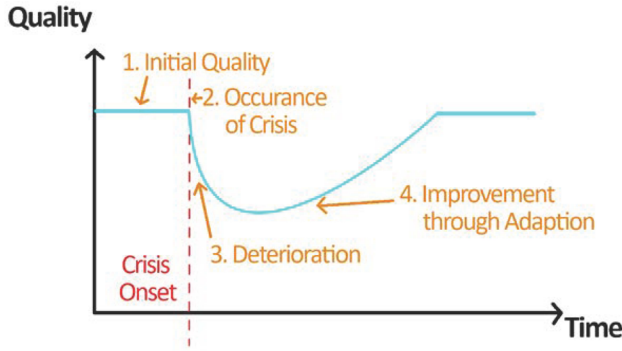 Quality
1. Initial Quality
2. Occurance
of Crisis
4. Improvement
through Adaption
3. Deterioration
Crisis
Onset
Time